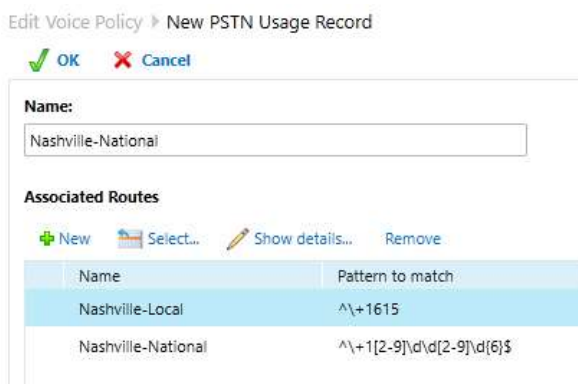 Edit Voice Policy ▸ New PSTN Usage Record
OK Cancel
Name:
Nashville-National
Associated Routes
New Select... Show details... Remove
Name Pattern to match
Nashville-Local ^\+1615
Nashville-National ^\+1[2-9]\d\d[2-9]\d{6}$